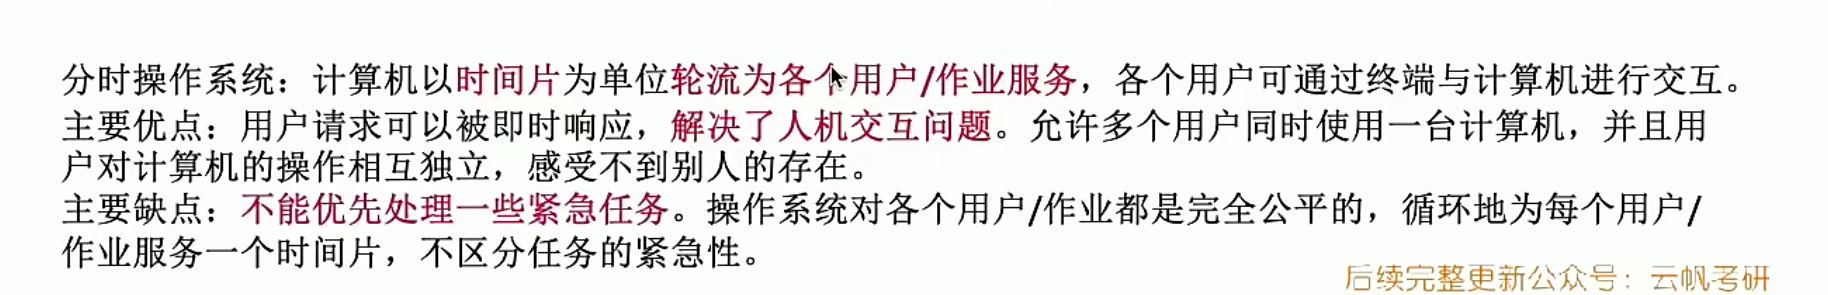 分时操作系统：计算机以时间片为单位轮流为各个用户/作业服务，各个用户可通过终端与计算机进行交互。
主要优点：用户请求可以被即时响应，解决了人机交互问题。允许多个用户同时使用一台计算机，并且用
户对计算机的操作相互独立，感受不到别人的存在。
主要缺点：不能优先处理一些紧急任务。操作系统对各个用户/作业都是完全公平的，循环地为每个用户/
作业服务一个时间片，不区分任务的紧急性。
后续完整更新公众号：云帆考研